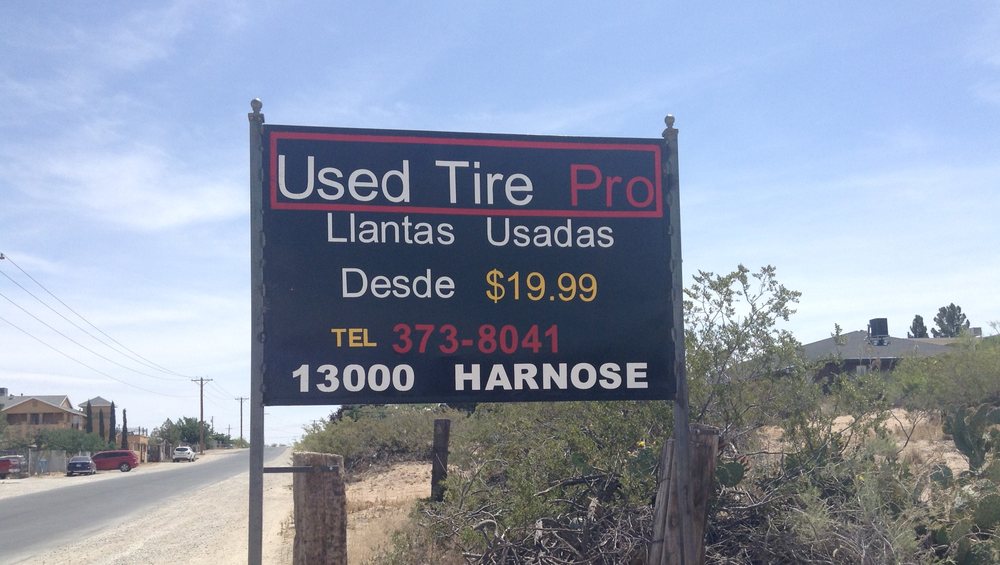 Used Tire Pro
Llantas Usadas
Desde $19.99
TEL 373-8041
13000 HARNOSE